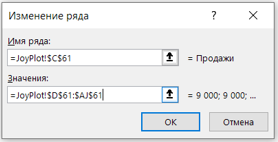 Изменение ряда
Имя ряда:
=JoyPlot!$C$61 = Продажи
Значения:
=JoyPlot!$D$61:$AJ$61 = 9 000; 9 000; ...
ОК Отмена